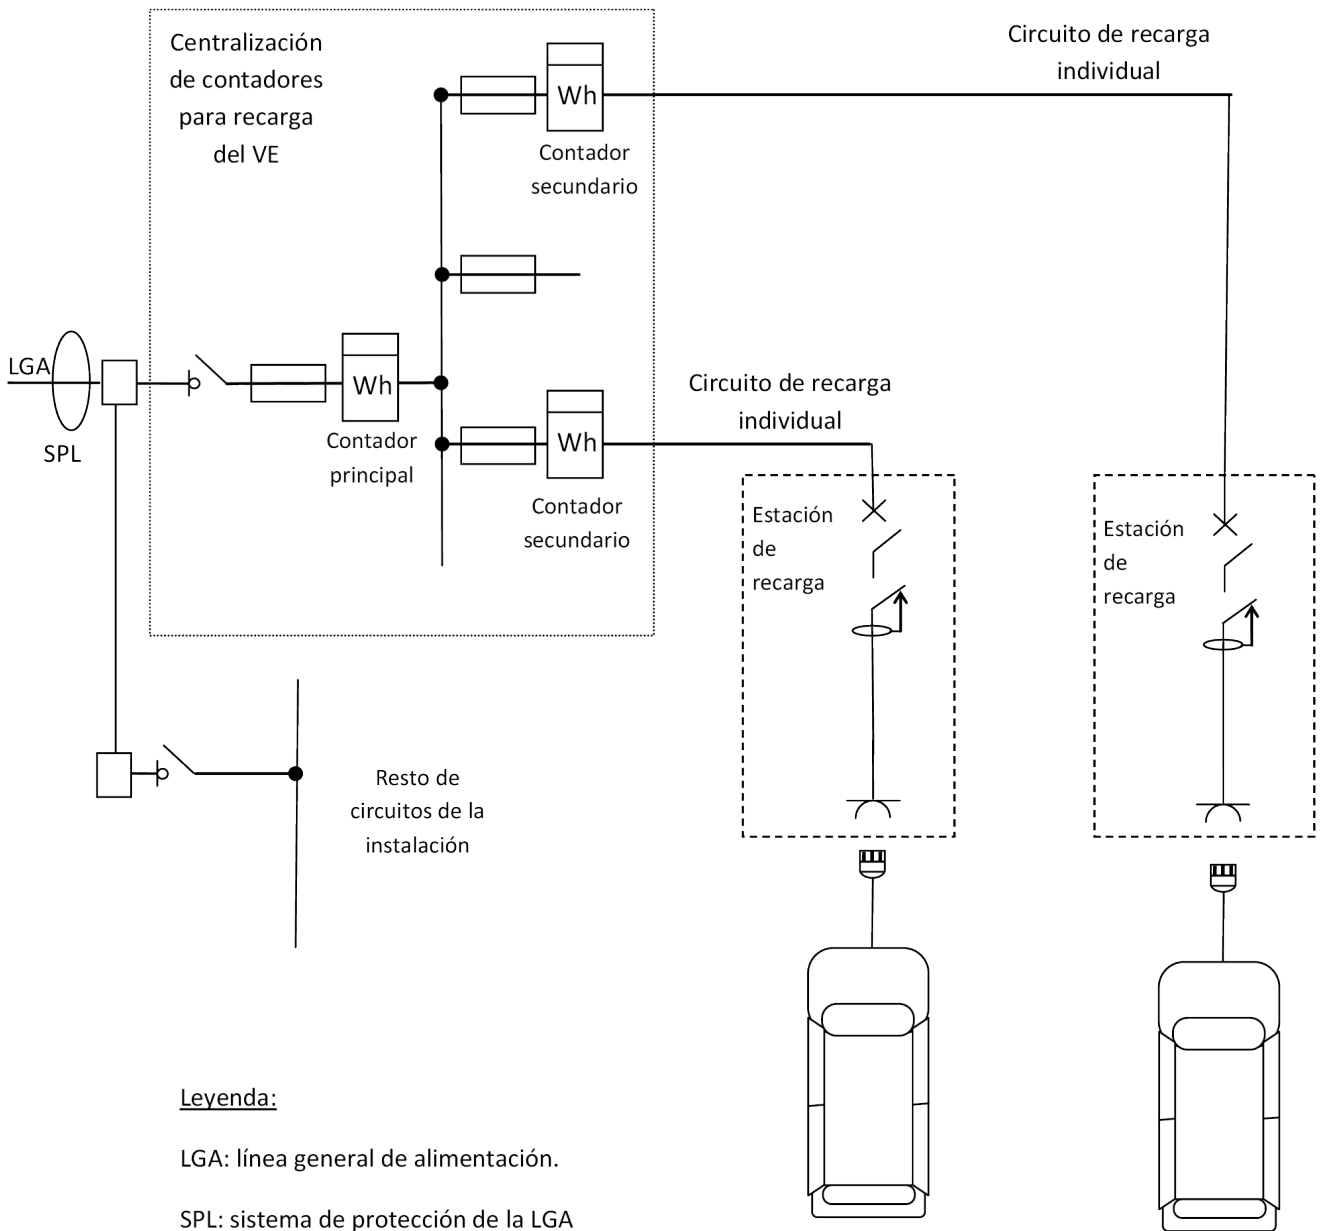 Centralización
de contadores
para recarga
del VE
Wh
Contador
secundario
Circuito de recarga
individual
LGA
SPL
Wh
Contador
principal
Wh
Contador
secundario
Circuito de recarga
individual
Estación
de
recarga
Estación
de
recarga
Resto de
circuitos de la
instalación
Leyenda:
LGA: línea general de alimentación.
SPL: sistema de protección de la LGA